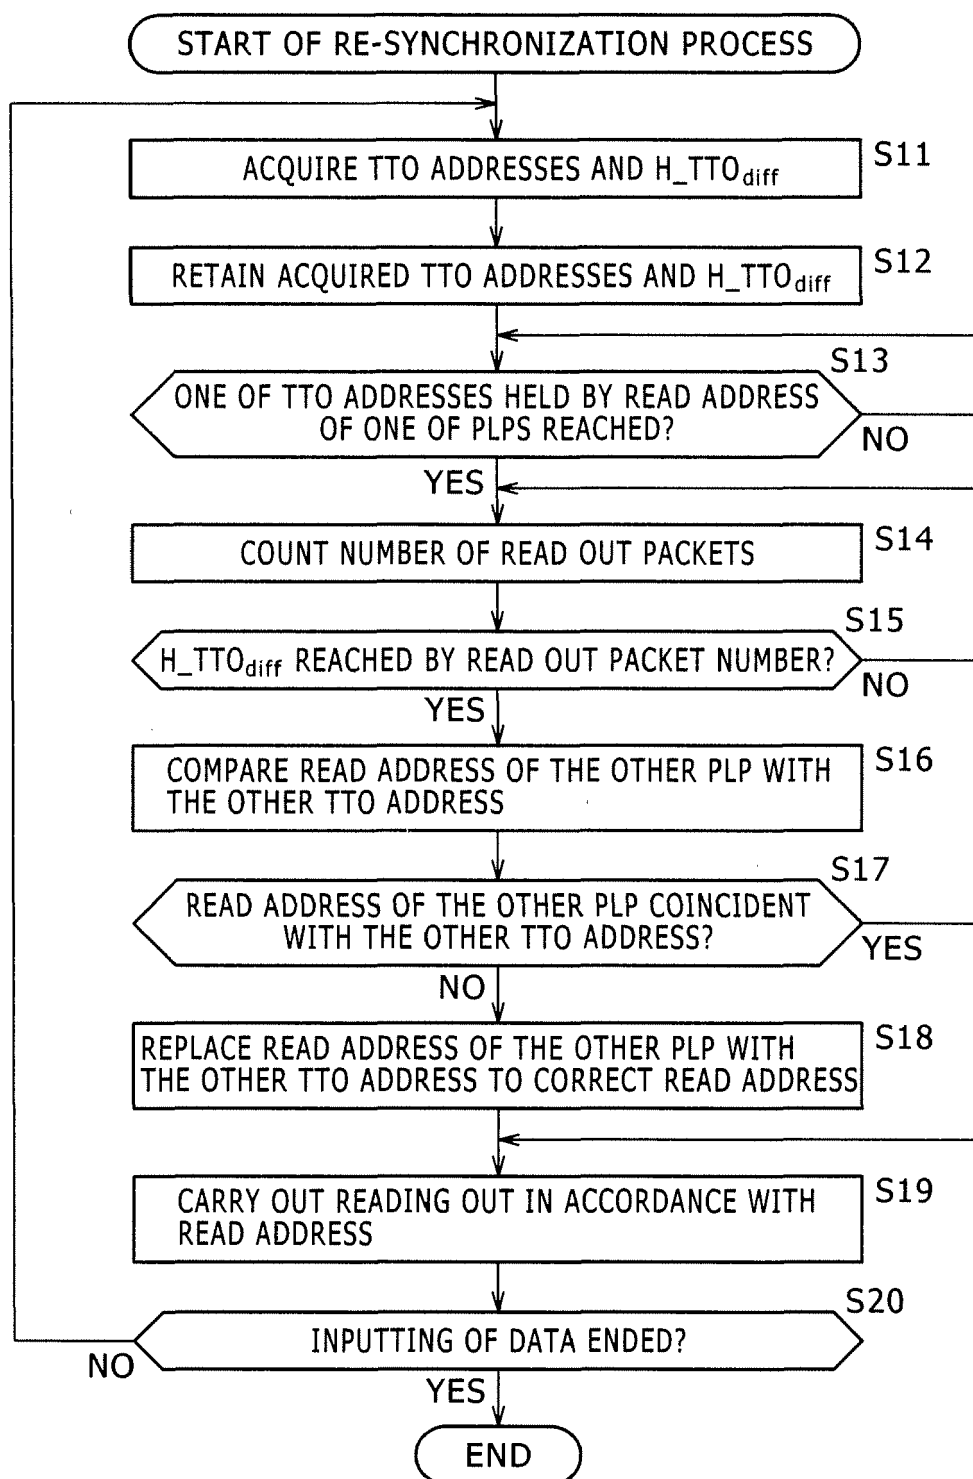 START OF RE-SYNCHRONIZATION PROCESS
S11
ACQUIRE TTO ADDRESSES AND H_TTOdiff
S12
RETAIN ACQUIRED TTO ADDRESSES AND H_TTOdiff
S13
ONE OF TTO ADDRESSES HELD BY READ ADDRESS
OF ONE OF PLPS REACHED?
NO
YES
S14
COUNT NUMBER OF READ OUT PACKETS
S15
H_TTOdiff REACHED BY READ OUT PACKET NUMBER?
NO
YES
S16
COMPARE READ ADDRESS OF THE OTHER PLP WITH
THE OTHER TTO ADDRESS
S17
READ ADDRESS OF THE OTHER PLP COINCIDENT
WITH THE OTHER TTO ADDRESS?
YES
NO
S18
REPLACE READ ADDRESS OF THE OTHER PLP WITH
THE OTHER TTO ADDRESS TO CORRECT READ ADDRESS
S19
CARRY OUT READING OUT IN ACCORDANCE WITH
READ ADDRESS
S20
INPUTTING OF DATA ENDED?
NO
YES
END